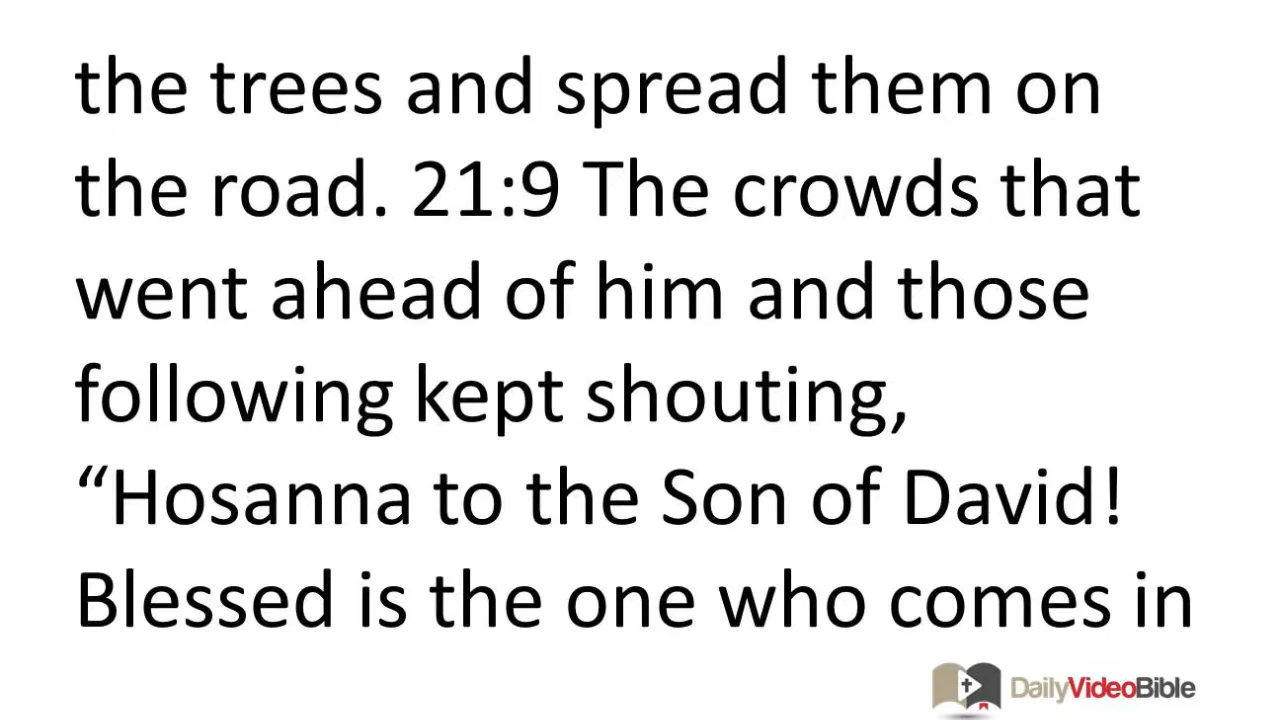 the trees and spread them on
the road. 21:9 The crowds that
went ahead of him and those
following kept shouting,
“Hosanna to the Son of David!
Blessed is the one who comes in
DailyVideoBible